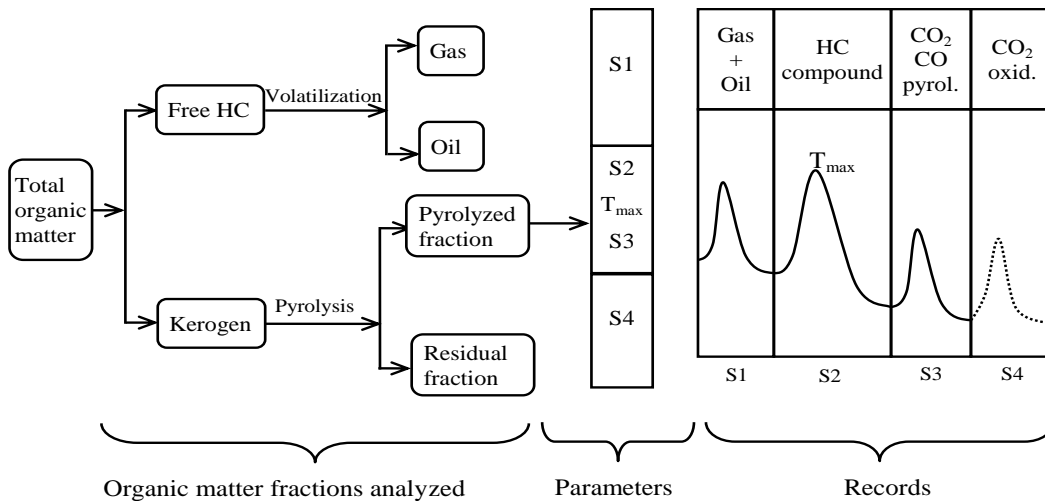 Total
organic
matter
Free HC
Volatilization
Gas
Oil
Kerogen
Pyrolysis
Pyrolyzed
fraction
Residual
fraction
S1
S2
Tmax
S3
S4
Gas
+
Oil
HC
compound
CO2
CO
pyrol.
CO2
oxid.
Tmax
S1
S2
S3
S4
Organic matter fractions analyzed
Parameters
Records